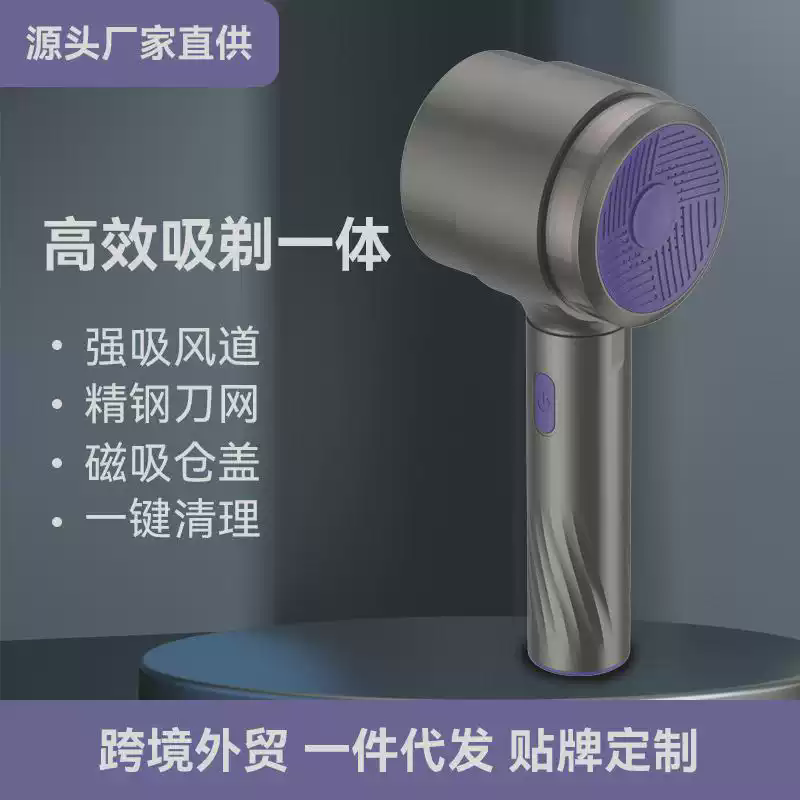 源头厂家直供
高效吸剃一体
• 强吸风道
• 精钢刀网
• 磁吸仓盖
• 一键清理
跨境外贸 一件代发 贴牌定制